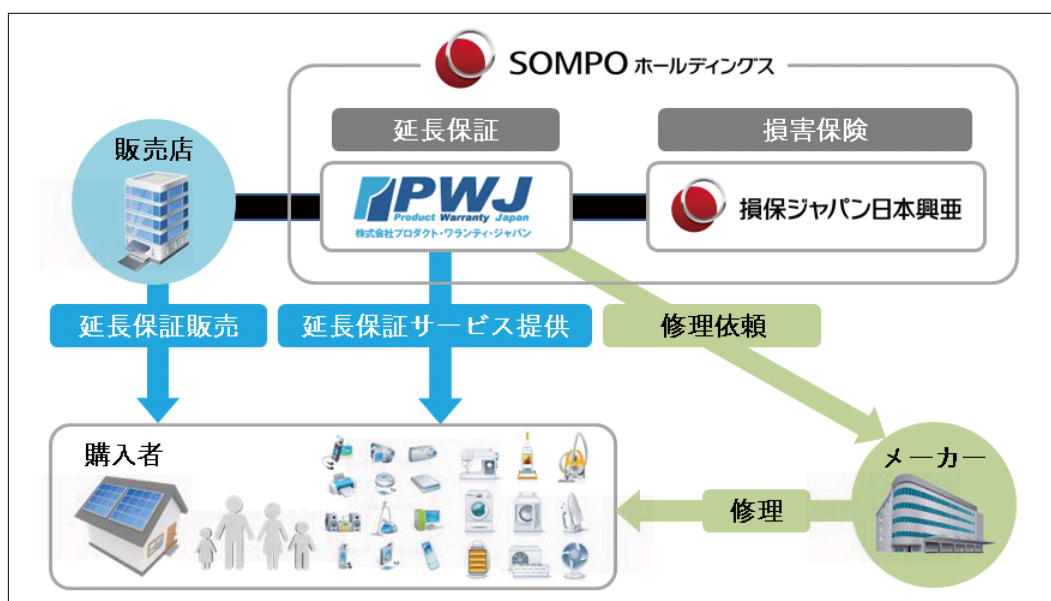 SOMPO ホールディングス
延長保証
損害保険
販売店
PWJ
Product Warranty Japan
株式会社プロダクト・ワランティ・ジャパン
損保ジャパン日本興亜
延長保証販売
延長保証サービス提供
修理依頼
購入者
メーカー
修理